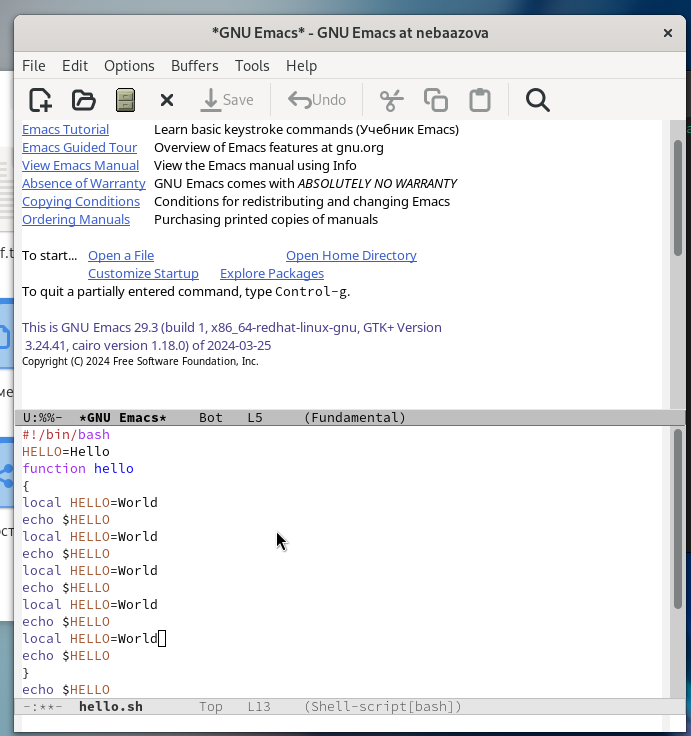 *GNU Emacs* - GNU Emacs at nebaazova
File Edit Options Buffers Tools Help
Save Undo
Emacs Tutorial Learn basic keystroke commands (Учебник Emacs)
Emacs Guided Tour Overview of Emacs features at gnu.org
View Emacs Manual View the Emacs manual using Info
Absence of Warranty GNU Emacs comes with ABSOLUTELY NO WARRANTY
Copying Conditions Conditions for redistributing and changing Emacs
Ordering Manuals Purchasing printed copies of manuals
To start... Open a File Open Home Directory
Customize Startup Explore Packages
To quit a partially entered command, type Control-g.
This is GNU Emacs 29.3 (build 1, x86_64-redhat-linux-gnu, GTK+ Version
3.24.41, cairo version 1.18.0) of 2024-03-25
Copyright (C) 2024 Free Software Foundation, Inc.
U:%%- *GNU Emacs* Bot L5 (Fundamental)
#!/bin/bash
HELLO=Hello
function hello
{
local HELLO=World
echo $HELLO
local HELLO=World
echo $HELLO
local HELLO=World
echo $HELLO
local HELLO=World
echo $HELLO
local HELLO=World
echo $HELLO
}
echo $HELLO
-:**- hello.sh Top L13 (Shell-script[bash])